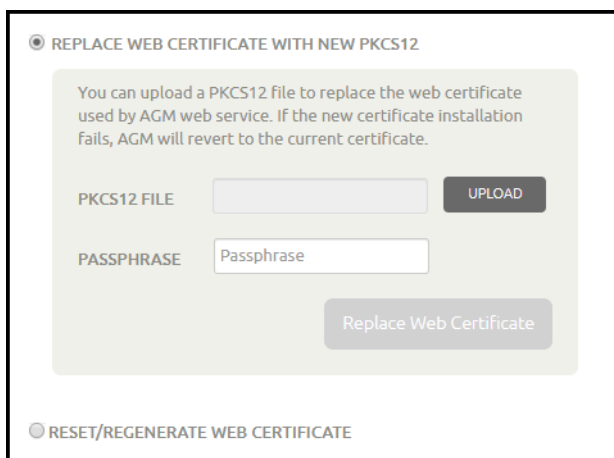 REPLACE WEB CERTIFICATE WITH NEW PKCS12
You can upload a PKCS12 file to replace the web certificate
used by AGM web service. If the new certificate installation
fails, AGM will revert to the current certificate.
PKCS12 FILE UPLOAD
PASSPHRASE Passphrase
Replace Web Certificate
RESET/REGENERATE WEB CERTIFICATE